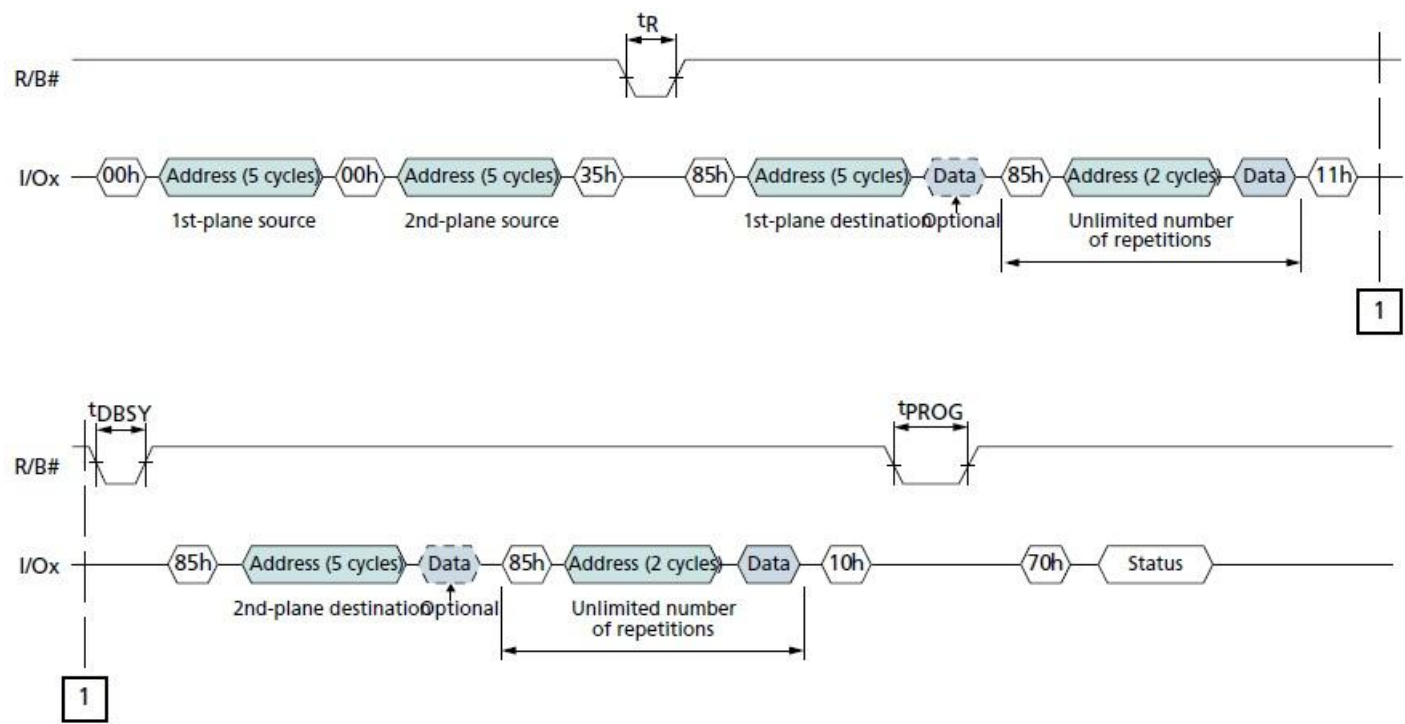 tR
R/B#
I/Ox 00h Address (5 cycles) 00h Address (5 cycles) 35h 85h Address (5 cycles) Data 85h Address (2 cycles) Data 11h
1st-plane source 2nd-plane source 1st-plane destination Optional Unlimited number
of repetitions
1
tDBSY tPROG
R/B#
I/Ox 85h Address (5 cycles) Data 85h Address (2 cycles) Data 10h 70h Status
2nd-plane destination Optional Unlimited number
of repetitions
1